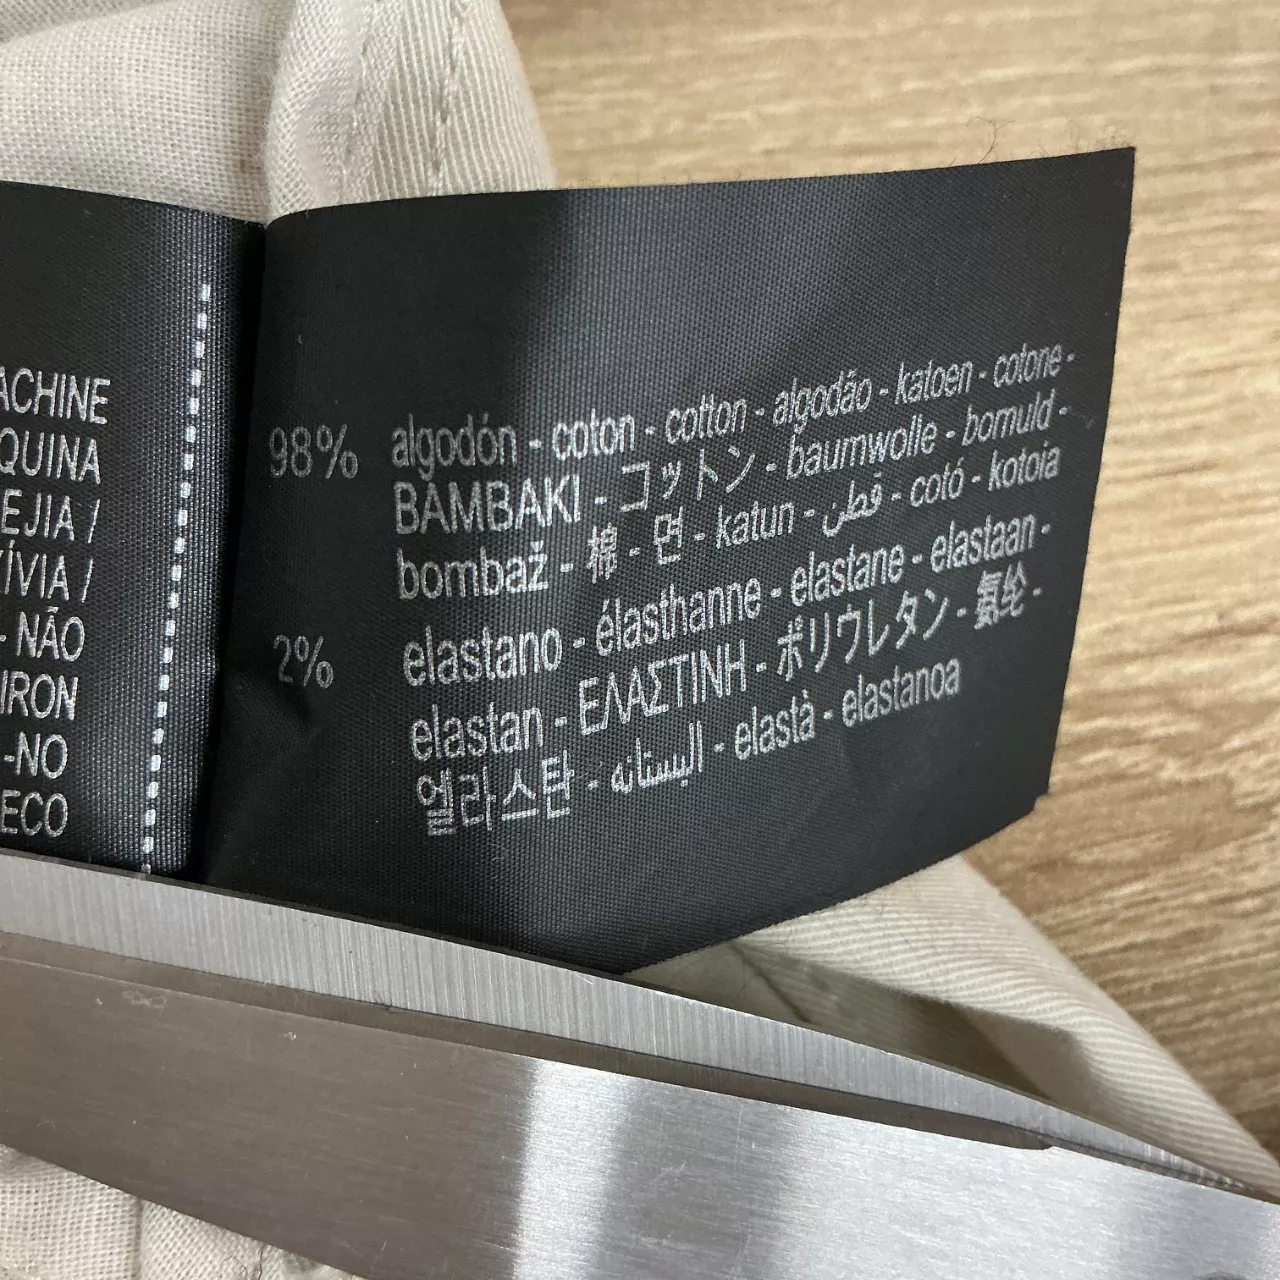 ACHINE
QUINA
EJIA /
ÍVIA /
- NÃO
IRON
-NO
ECO
98% algodón - coton - cotton - algodão - katoen - cotone -
BAMBAKI - コットン - baumwolle - bomuld -
bombaž - 棉 - 면 - katun - قطن - cotó - kotoia
2% elastano - élasthanne - elastane - elastaan -
elastan - ΕΛΑΣΤΙΝΗ - ポリウレタン - 氨纶 -
엘라스탄 - البستانه - elastà - elastanoa